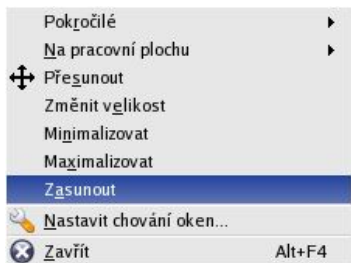 Pokročilé
Na pracovní plochu
Přesunout
Změnit velikost
Minimalizovat
Maximalizovat
Zasunout
Nastavit chování oken...
Zavřít Alt+F4